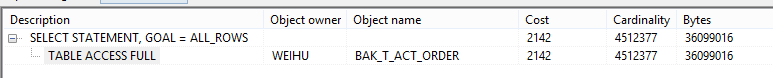 Description Object owner Object name Cost Cardinality Bytes
SELECT STATEMENT, GOAL = ALL_ROWS 2142 4512377 36099016
TABLE ACCESS FULL WEIHU BAK_T_ACT_ORDER 2142 4512377 36099016